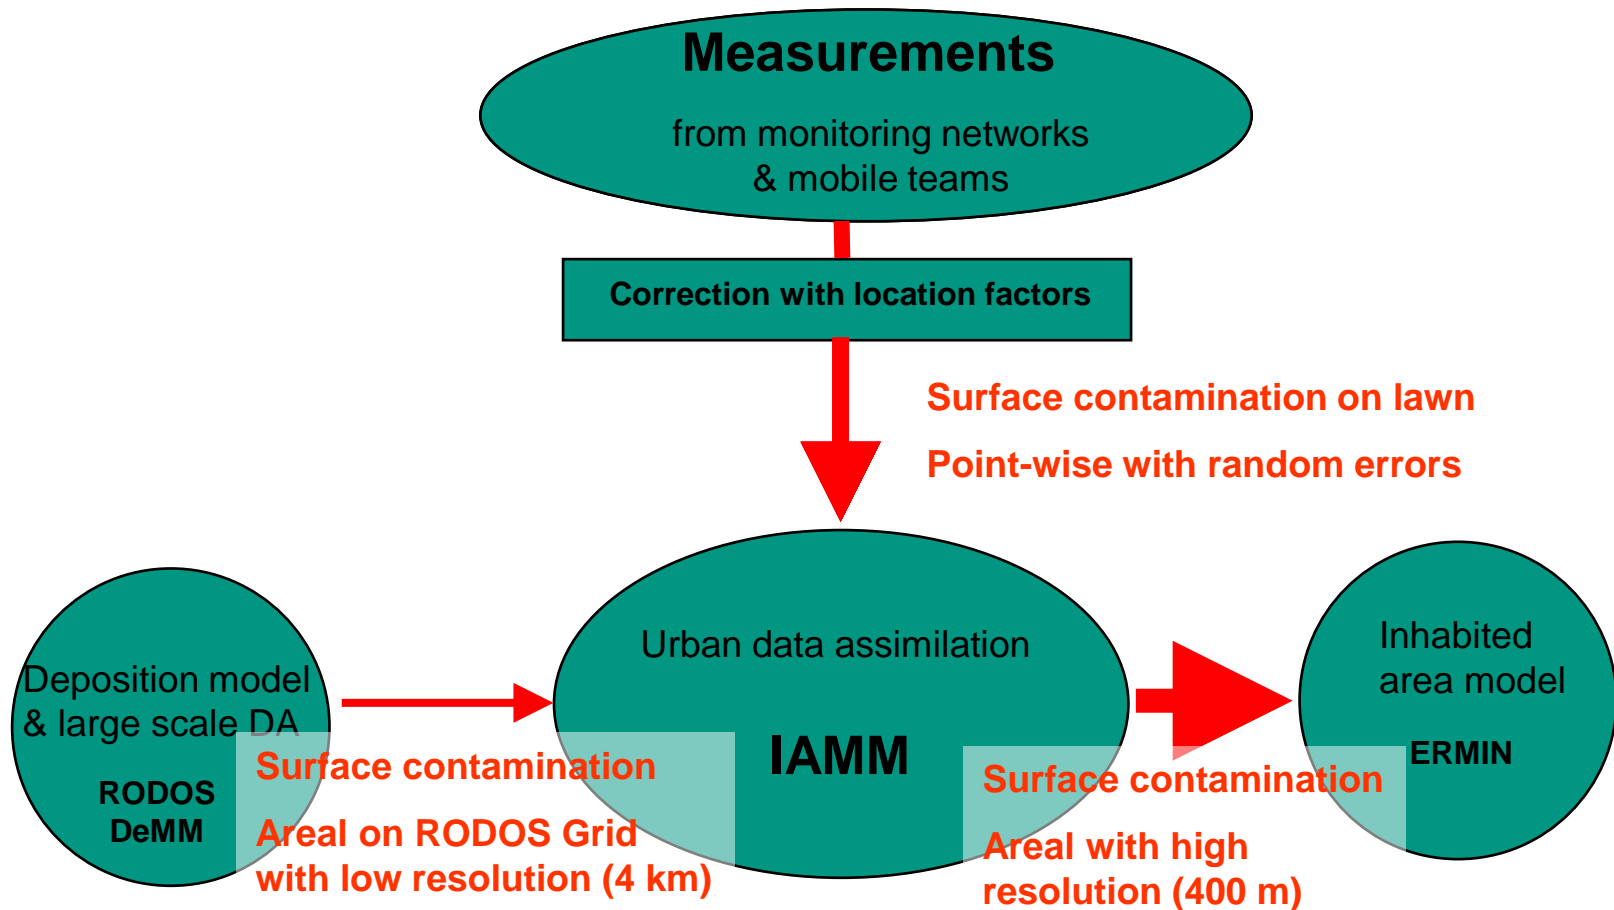 Measurements
from monitoring networks
& mobile teams
Correction with location factors
Surface contamination on lawn
Point-wise with random errors
Deposition model
& large scale DA
RODOS
DeMM
Surface contamination
Areal on RODOS Grid
with low resolution (4 km)
Urban data assimilation
IAMM
Surface contamination
Areal with high
resolution (400 m)
Inhabited
area model
ERMIN